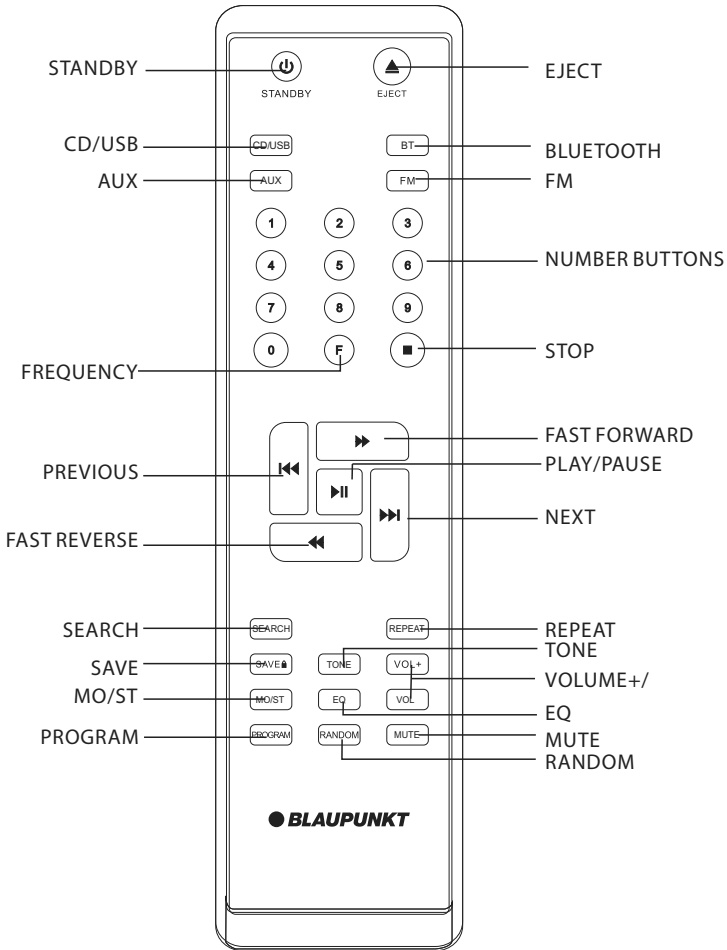 STANDBY
EJECT
STANDBY
EJECT
CD/USB
CD/USB
BT
BLUETOOTH
AUX
AUX
FM
FM
1 2 3
4 5 6
NUMBER BUTTONS
7 8 9
0 F
STOP
FREQUENCY
FAST FORWARD
PLAY/PAUSE
PREVIOUS
NEXT
FAST REVERSE
SEARCH
SEARCH
REPEAT
REPEAT
TONE
SAVE
SAVE
TONE
VOL+
VOLUME+/
MO/ST
MO/ST
EQ
VOL
EQ
PROGRAM
PROGRAM
RANDOM
MUTE
MUTE
RANDOM
BLAUPUNKT